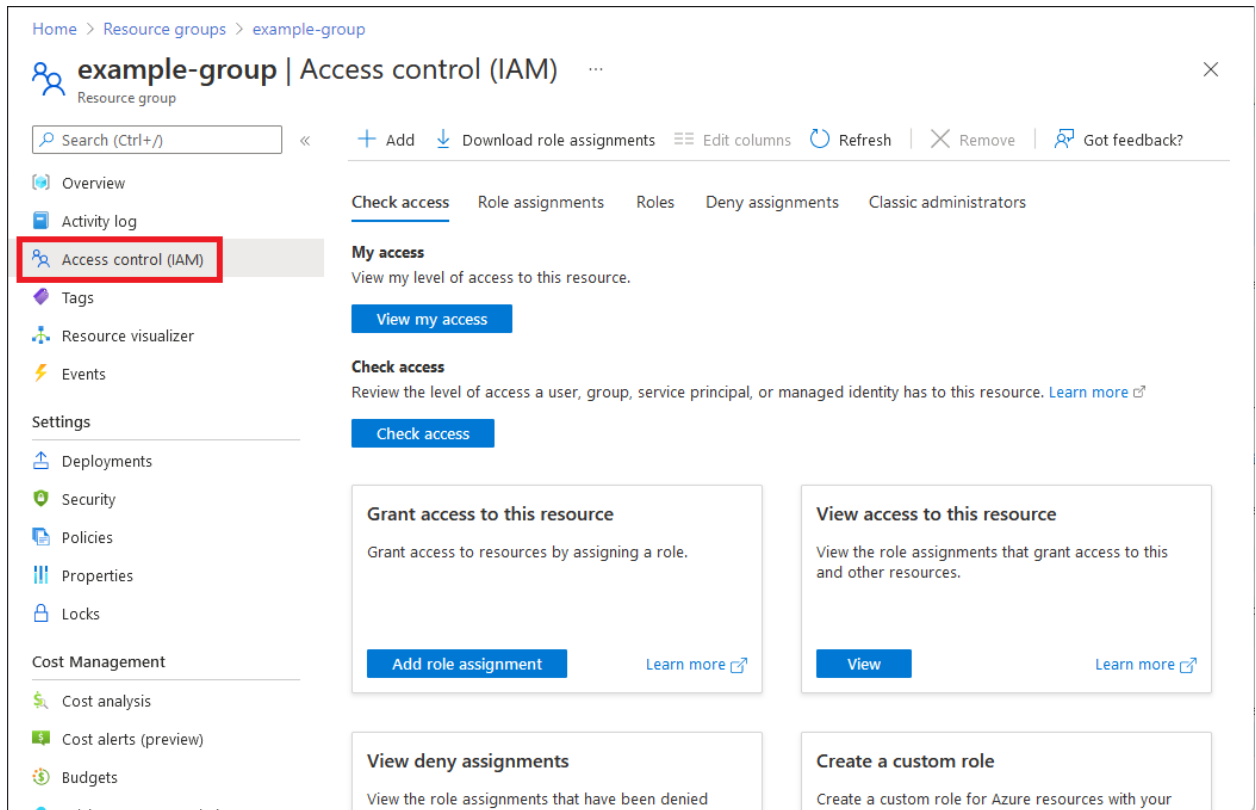 Home > Resource groups > example-group
example-group | Access control (IAM) ...
Resource group
Search (Ctrl+/)
«
Overview
Activity log
Access control (IAM)
Tags
Resource visualizer
Events
Settings
Deployments
Security
Policies
Properties
Locks
Cost Management
Cost analysis
Cost alerts (preview)
Budgets
+ Add Download role assignments Edit columns Refresh Remove Got feedback?
Check access Role assignments Roles Deny assignments Classic administrators
My access
View my level of access to this resource.
View my access
Check access
Review the level of access a user, group, service principal, or managed identity has to this resource. Learn more
Check access
Grant access to this resource
Grant access to resources by assigning a role.
Add role assignment Learn more
View access to this resource
View the role assignments that grant access to this
and other resources.
View Learn more
View deny assignments
View the role assignments that have been denied
Create a custom role
Create a custom role for Azure resources with your